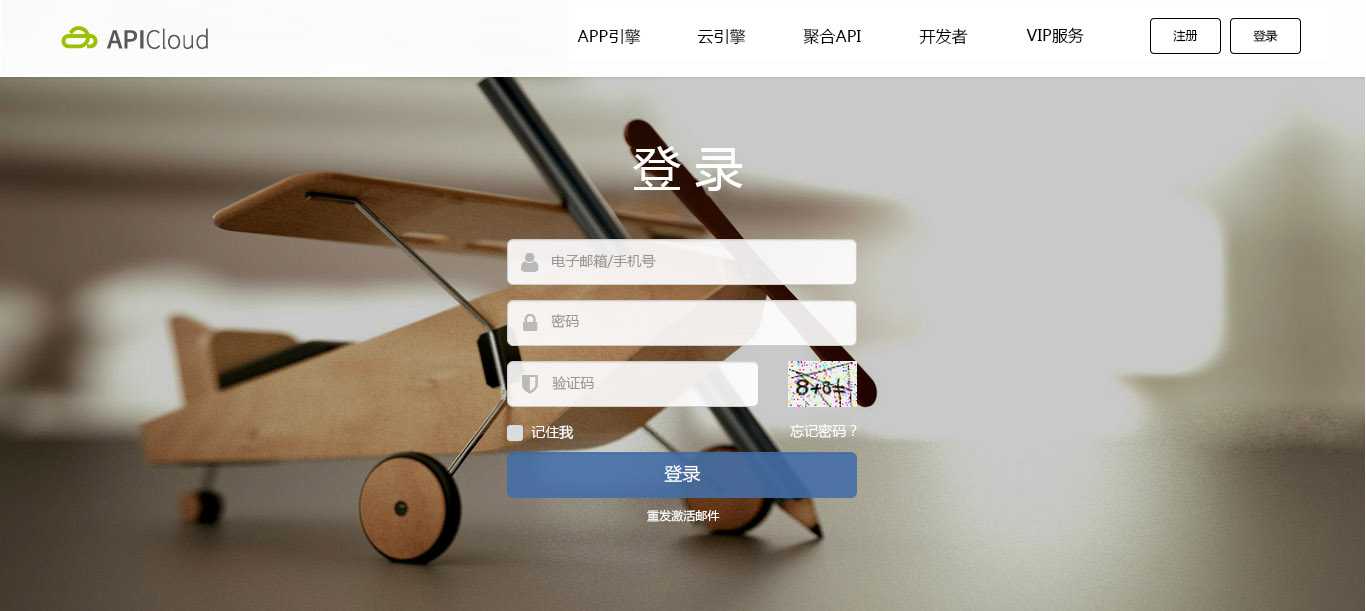 APICloud
APP引擎 云引擎 聚合API 开发者 VIP服务 注册 登录
登 录
电子邮箱/手机号
密码
验证码 8+8=
记住我 忘记密码？
登录
重发激活邮件